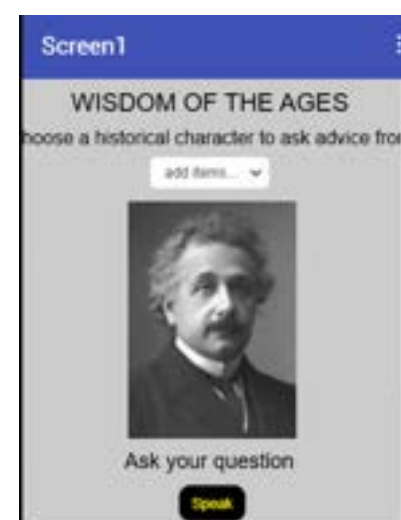 Screen1
WISDOM OF THE AGES
hoose a historical character to ask advice fro
add items...
Ask your question
Speak